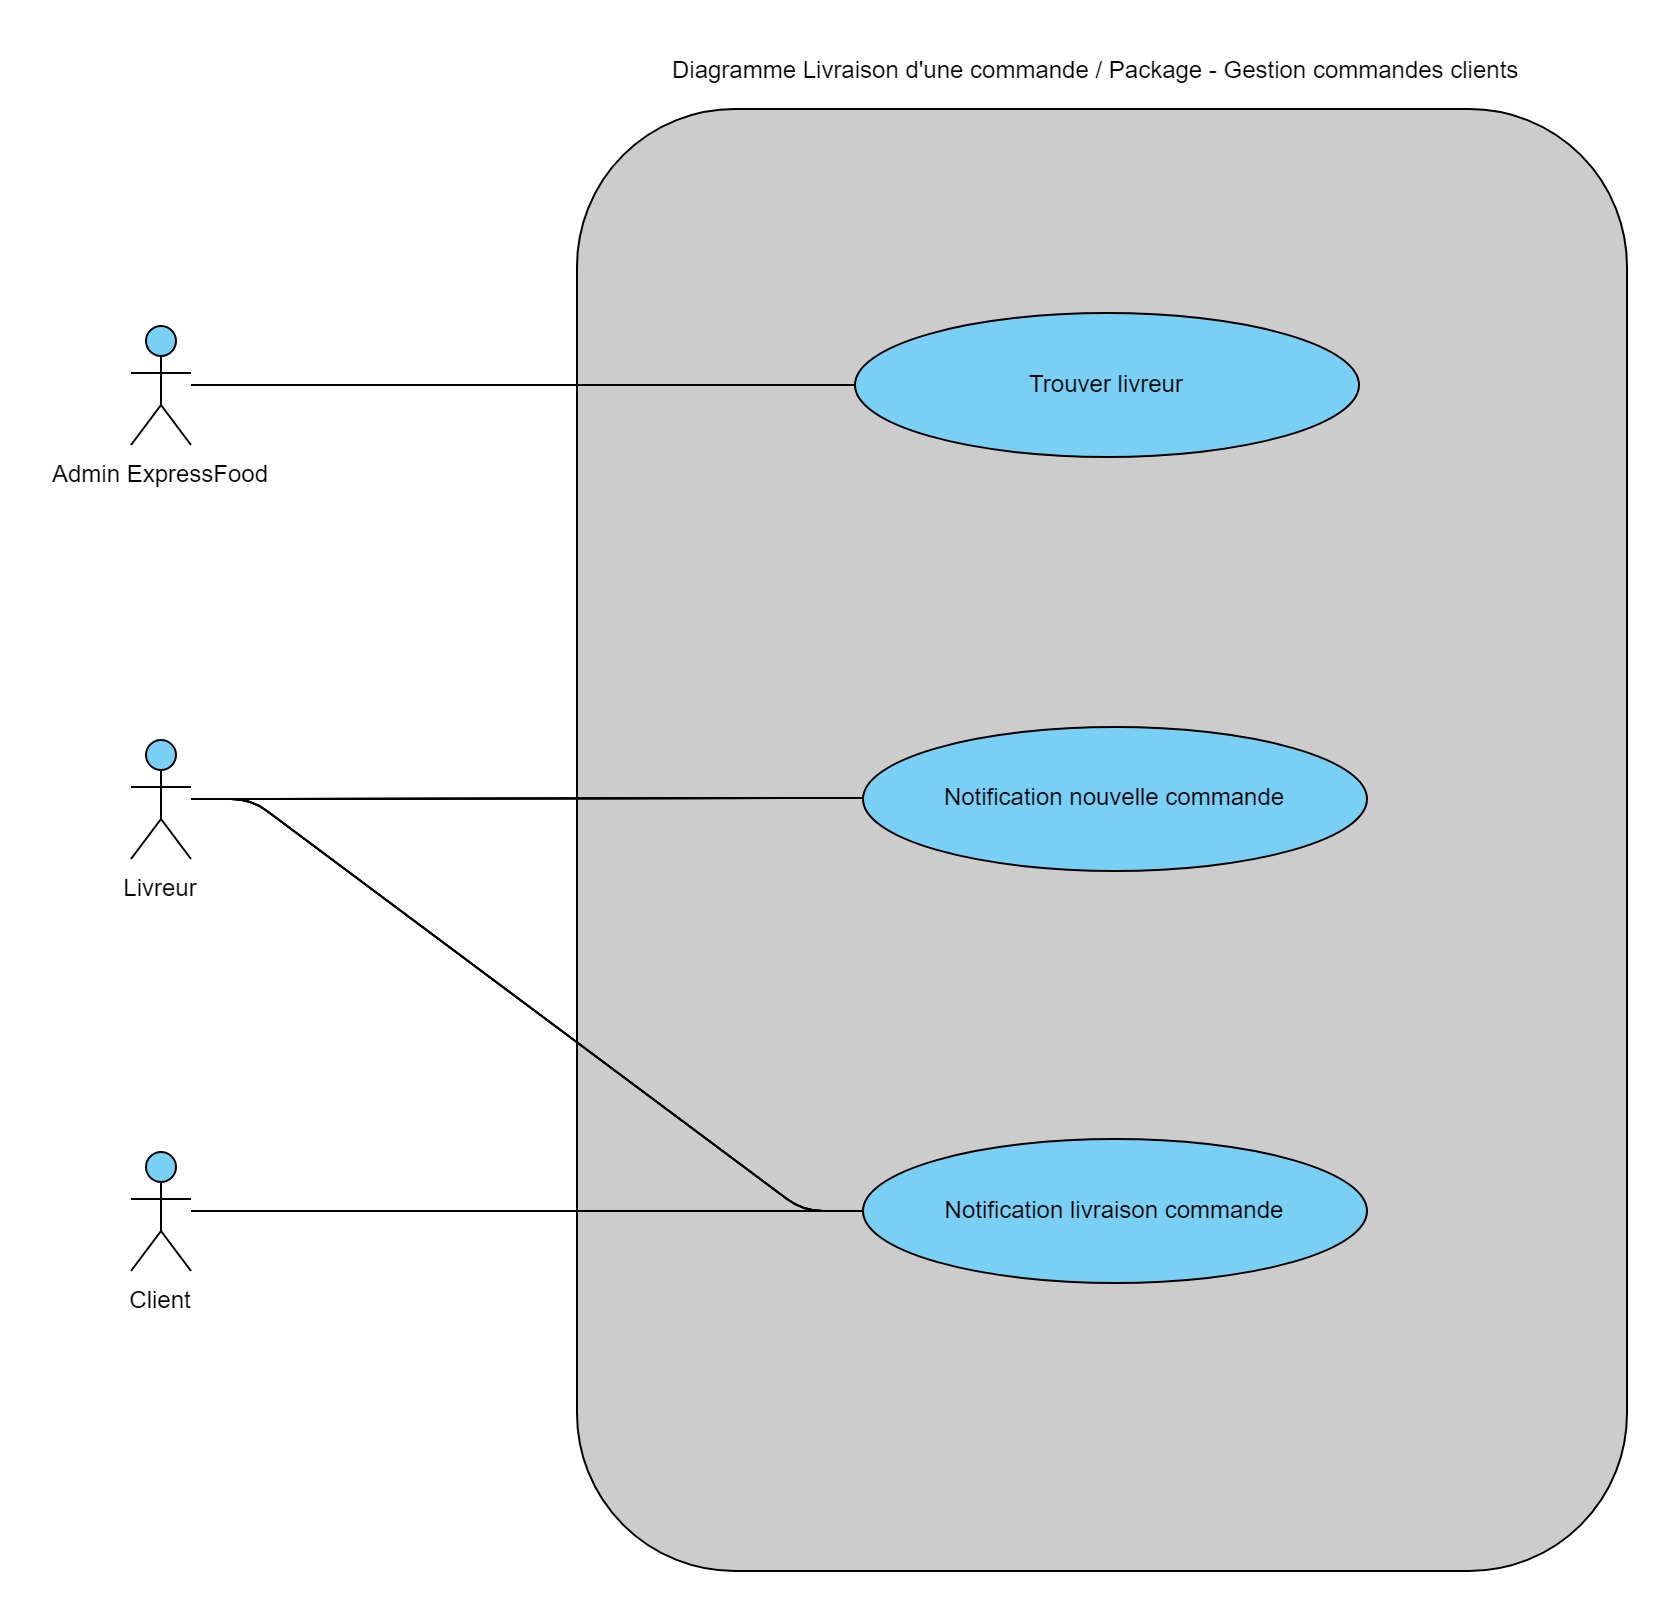 Diagramme Livraison d'une commande / Package - Gestion commandes clients
Trouver livreur
Admin ExpressFood
Notification nouvelle commande
Livreur
Notification livraison commande
Client